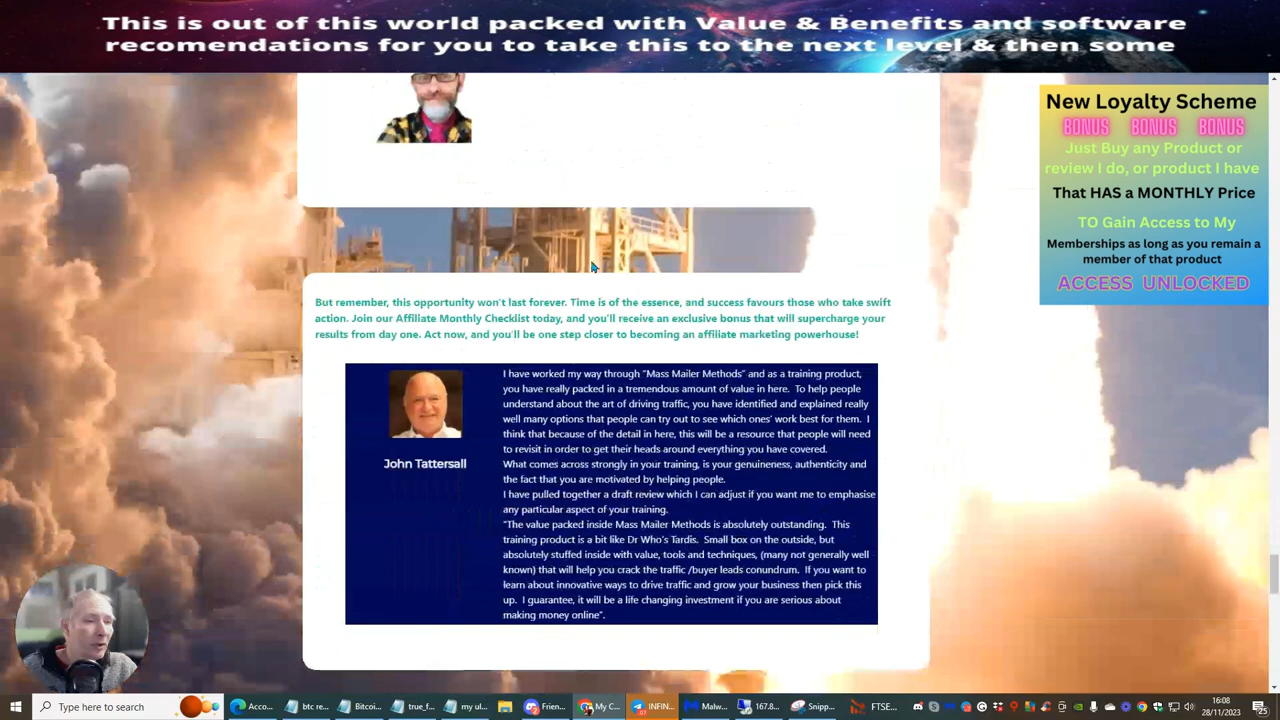 This is out of this world packed with Value & Benefits and software
recomendations for you to take this to the next level & then some
New Loyalty Scheme
BONUS BONUS BONUS
Just Buy any Product or
review I do, or product I have
That HAS a MONTHLY Price
TO Gain Access to My
Memberships as long as you remain a
member of that product
ACCESS UNLOCKED
But remember, this opportunity won't last forever. Time is of the essence, and success favours those who take swift
action. Join our Affiliate Monthly Checklist today, and you'll receive an exclusive bonus that will supercharge your
results from day one. Act now, and you'll be one step closer to becoming an affiliate marketing powerhouse!
John Tattersall
I have worked my way through "Mass Mailer Methods" and as a training product,
you have really packed in a tremendous amount of value in here. To help people
understand about the art of driving traffic, you have identified and explained really
well many options that people can try out to see which ones' work best for them. I
think that because of the detail in here, this will be a resource that people will need
to revisit in order to get their heads around everything you have covered.
What comes across strongly in your training, is your genuineness, authenticity and
the fact that you are motivated by helping people.
I have pulled together a draft review which I can adjust if you want me to emphasise
any particular aspect of your training.
"The value packed inside Mass Mailer Methods is absolutely outstanding. This
training product is a bit like Dr Who's Tardis. Small box on the outside, but
absolutely stuffed inside with value, tools and techniques, (many not generally well
known) that will help you crack the traffic /buyer leads conundrum. If you want to
learn about innovative ways to drive traffic and grow your business then pick this
up. I guarantee, it will be a life changing investment if you are serious about
making money online".
Type here to search
Acco...
btc re...
Bitcoi...
true_f...
my ul...
Frien...
My C...
INFIN...
Malw...
167.8...
Snipp...
FTSE...
16:08
28/11/2023